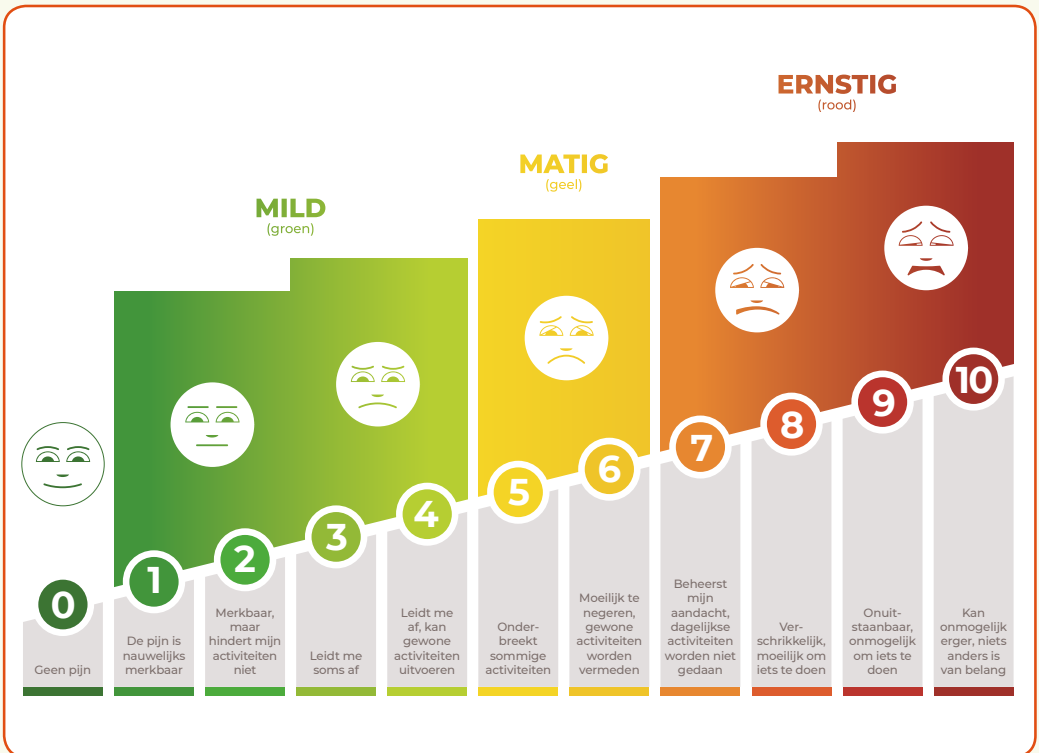 ERNSTIG
(rood)
MATIG
(geel)
MILD
(groen)
0
1
2
3
4
5
6
7
8
9
10
Geen pijn
De pijn is
nauwelijks
merkbaar
Merkbaar,
maar
hindert mijn
activiteiten
niet
Leidt me
soms af
Leidt me
af, kan
gewone
activiteiten
uitvoeren
Onder-
breekt
sommige
activiteiten
Moeilijk te
negeren,
gewone
activiteiten
worden
vermeden
Beheerst
mijn
aandacht,
dagelijkse
activiteiten
worden niet
gedaan
Ver-
schrikkelijk,
moeilijk om
iets te doen
Onuit-
staanbaar,
onmogelijk
om iets te
doen
Kan
onmogelijk
erger, niets
anders is
van belang